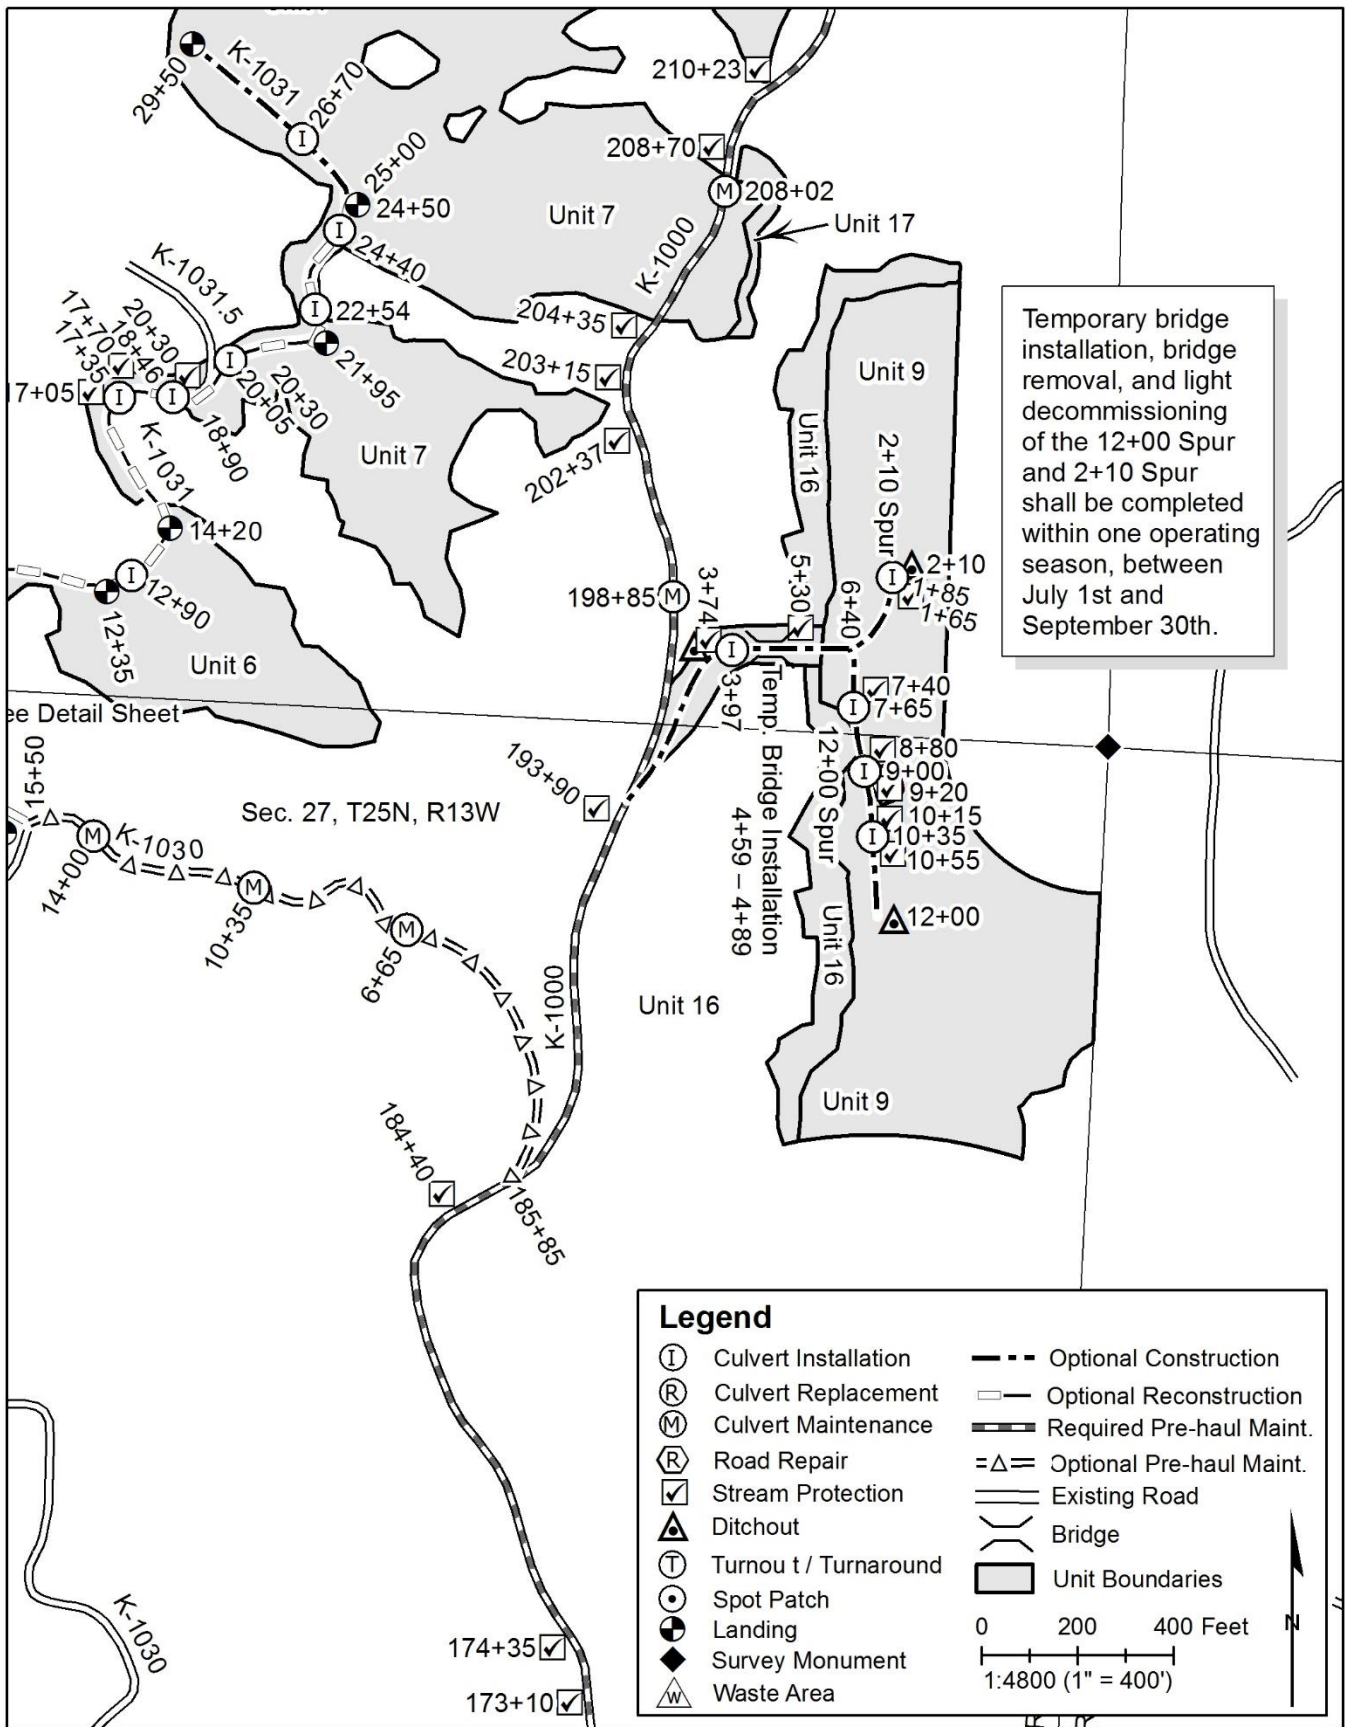 K-1031
29+50
26+70
25+00
24+50
24+40
22+54
21+95
20+30
20+05
K-1031.5
20+30
18+46
17+70
17+35
17+05
18+90
K-1031
14+20
12+90
12+35
Unit 6
Unit 7
Unit 7
210+23
208+70
208+02
Unit 17
K-1000
204+35
203+15
202+37
198+85
193+90
Unit 9
Unit 16
2+10 Spur
2+10
1+85
1+65
3+74
5+30
6+40
3+97
7+40
7+65
8+80
9+00
9+20
10+15
10+35
10+55
12+00
12+00 Spur
Unit 16
Temp. Bridge Installation
4+59 – 4+89
Temporary bridge
installation, bridge
removal, and light
decommissioning
of the 12+00 Spur
and 2+10 Spur
shall be completed
within one operating
season, between
July 1st and
September 30th.
ee Detail Sheet
15+50
Sec. 27, T25N, R13W
K-1030
14+00
10+35
6+65
K-1000
Unit 16
Unit 9
184+40
185+85
174+35
173+10
K-1030
Legend
I Culvert Installation
R Culvert Replacement
M Culvert Maintenance
R Road Repair
Stream Protection
Ditchout
T Turnou t / Turnaround
Spot Patch
Landing
Survey Monument
W Waste Area
Optional Construction
Optional Reconstruction
Required Pre-haul Maint.
Optional Pre-haul Maint.
Existing Road
Bridge
Unit Boundaries
0 200 400 Feet
1:4800 (1" = 400')
N